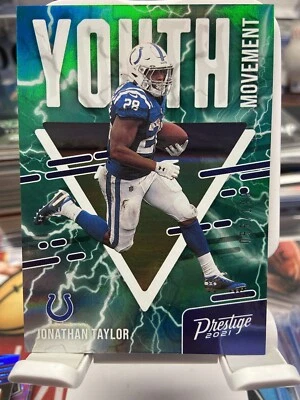 YOUTH
MOVEMENT
28
JONATHAN TAYLOR
Prestige
2021